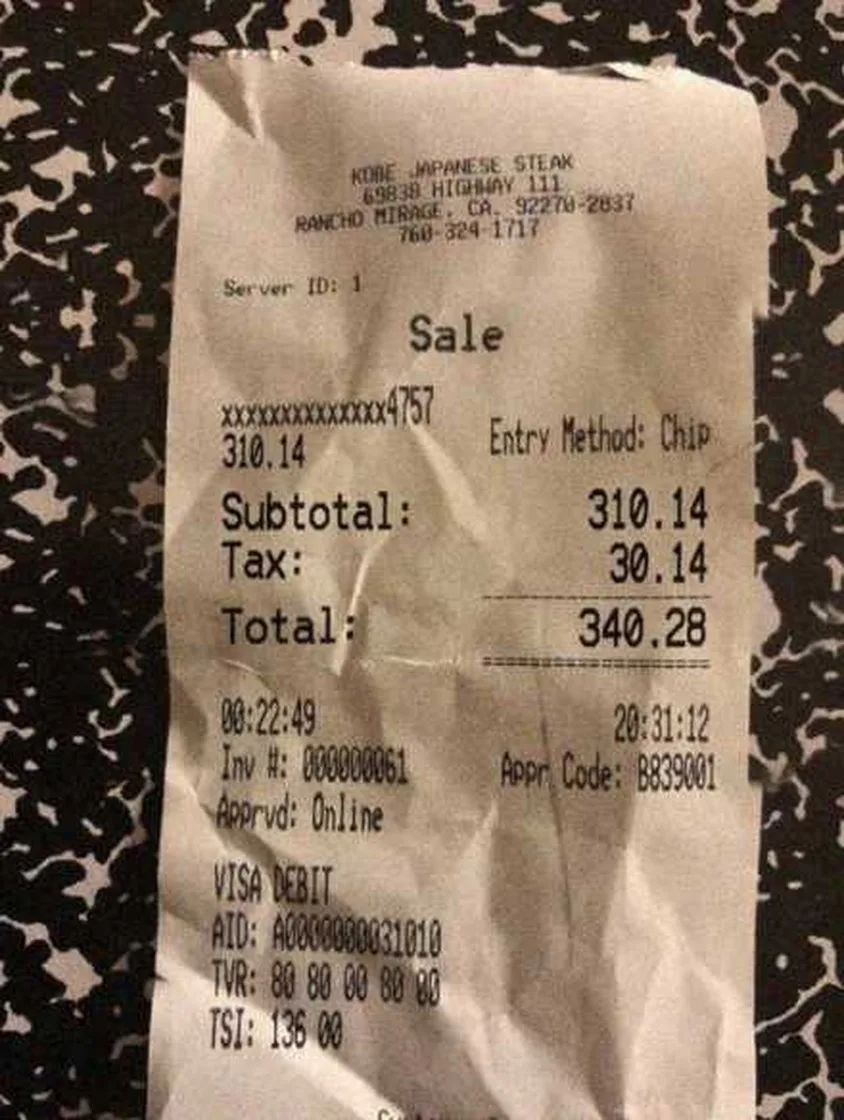 KOBE JAPANESE STEAK
69838 HIGHWAY 111
RANCHO MIRAGE, CA. 92270-2837
760-324-1717
Server ID: 1
Sale
xxxxxxxxxxxxxx4757
310.14
Entry Method: Chip
Subtotal: 310.14
Tax: 30.14
Total: 340.28
00:22:49 20:31:12
Inv #: 000000061 Appr Code: B839001
Apprvd: Online
VISA DEBIT
AID: A0000000031010
TVR: 80 80 00 80 00
TSI: 136 00